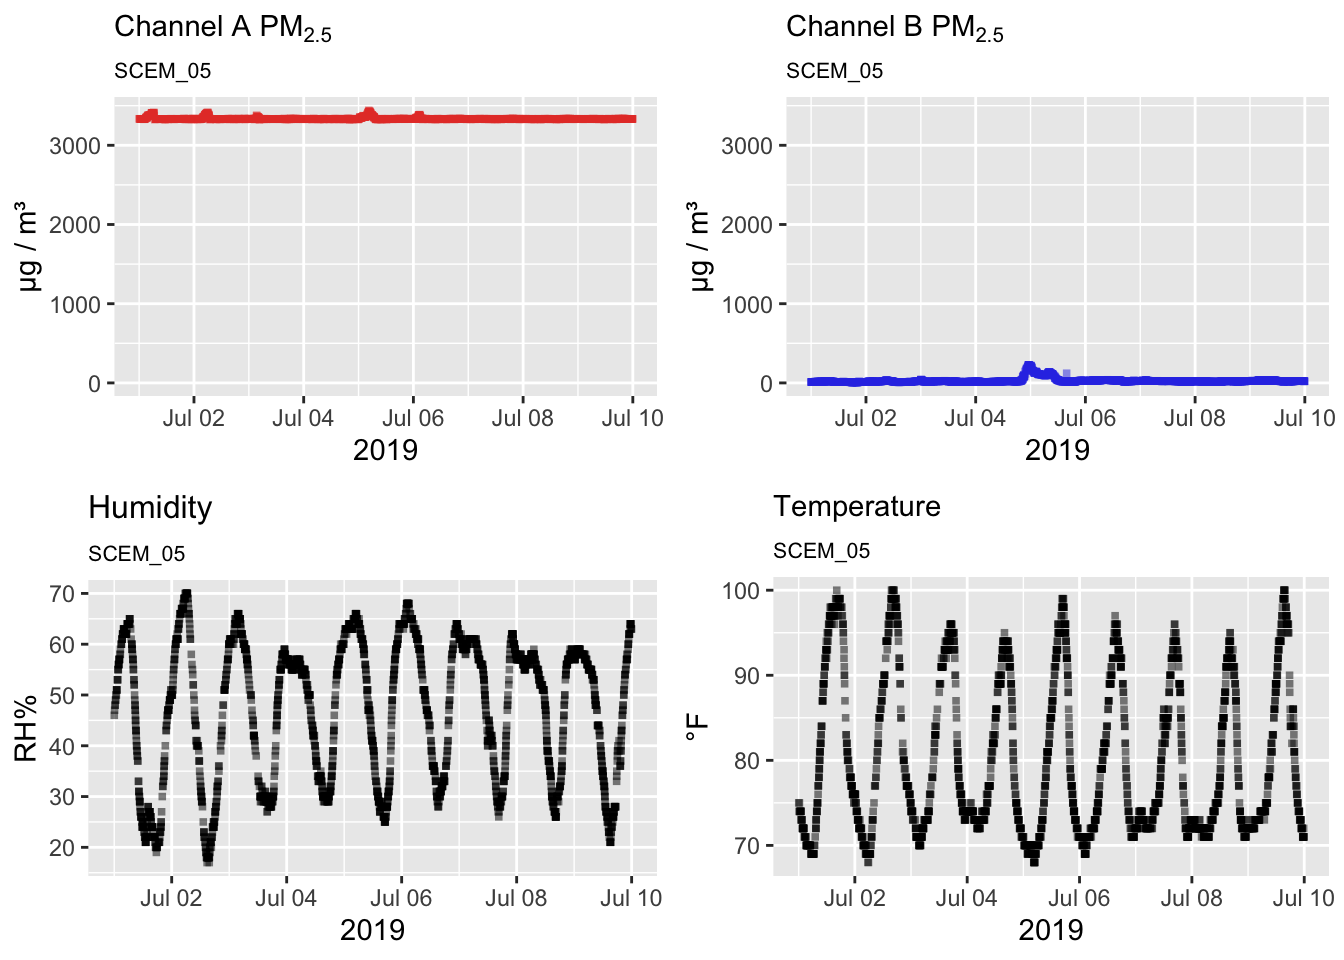 Channel A PM2.5
SCEM_05
3000
2000
1000
0
µg / m³
Jul 02 Jul 04 Jul 06 Jul 08 Jul 10
2019
Channel B PM2.5
SCEM_05
3000
2000
1000
0
µg / m³
Jul 02 Jul 04 Jul 06 Jul 08 Jul 10
2019
Humidity
SCEM_05
70
60
50
40
30
20
RH%
Jul 02 Jul 04 Jul 06 Jul 08 Jul 10
2019
Temperature
SCEM_05
100
90
80
70
°F
Jul 02 Jul 04 Jul 06 Jul 08 Jul 10
2019